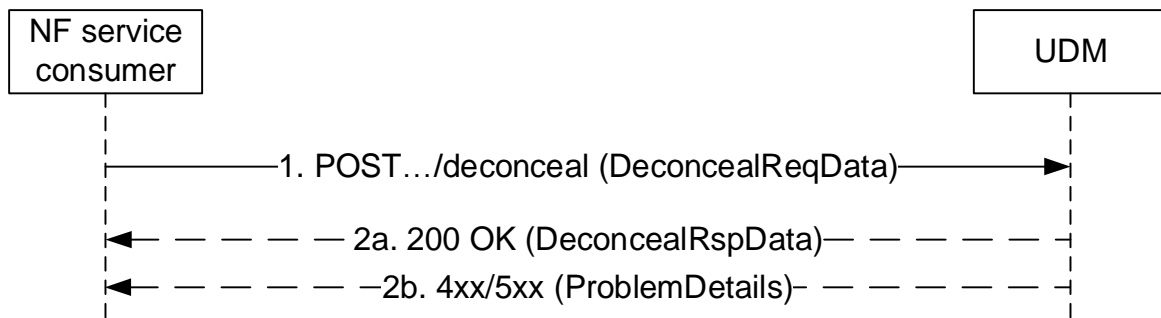 NF service
consumer
UDM
1. POST…/deconceal (DeconcealReqData)
2a. 200 OK (DeconcealRspData)
2b. 4xx/5xx (ProblemDetails)